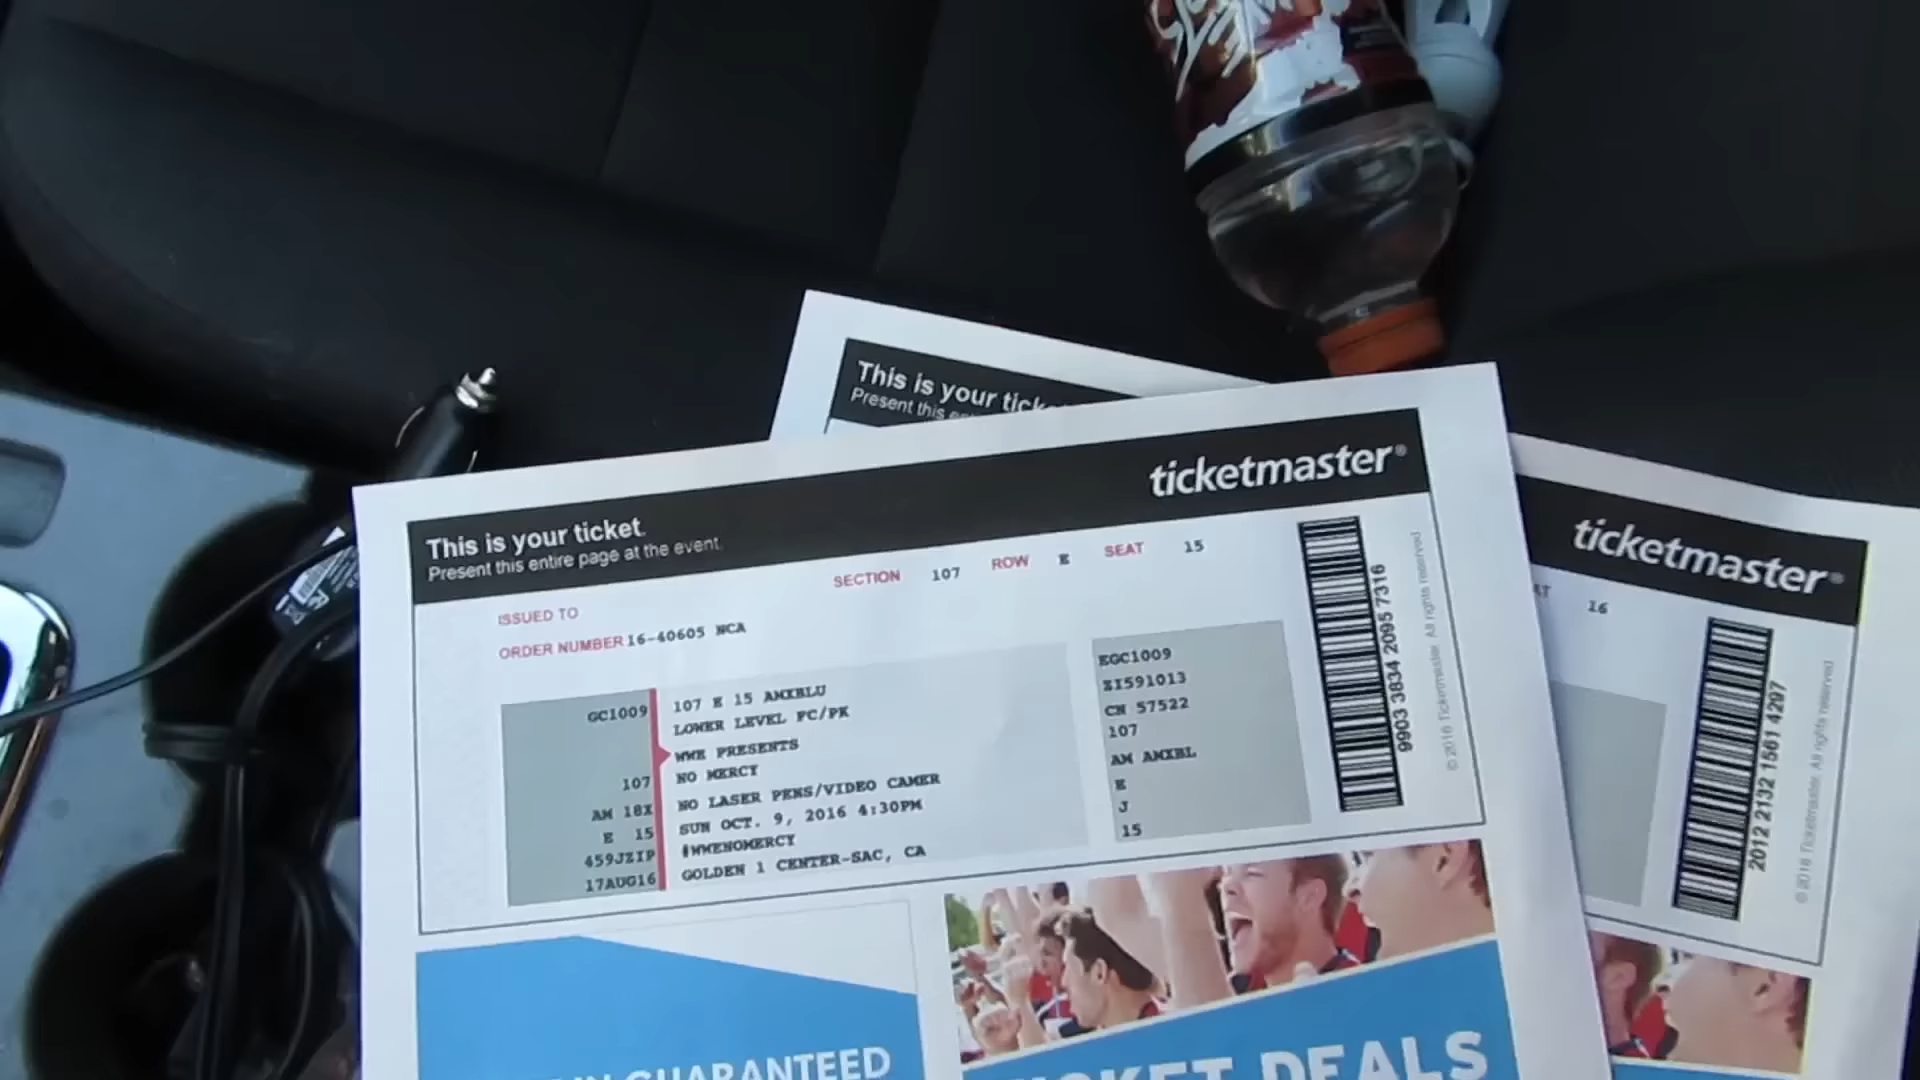 This is your tick
Present this
ticketmaster®
This is your ticket.
Present this entire page at the event.
SECTION 107 ROW E SEAT 15
ISSUED TO
ORDER NUMBER 16-40605 NCA
GC1009
107
AM 18X
E 15
459JZIP
17AUG16
107 E 15 AMXBLU
LOWER LEVEL FC/PK
WWE PRESENTS
NO MERCY
NO LASER PENS/VIDEO CAMER
SUN OCT. 9, 2016 4:30PM
#WWENOMERCY
GOLDEN 1 CENTER-SAC, CA
EGC1009
ZI591013
CN 57522
107
AM AMXBL
E
J
15
9903 3834 2095 7316
© 2016 Ticketmaster. All rights reserved
GUARANTEED
TICKET DEALS
ticketmaster®
AT 16
2012 2132 1561 4297
© 2016 Ticketmaster. All rights reserved